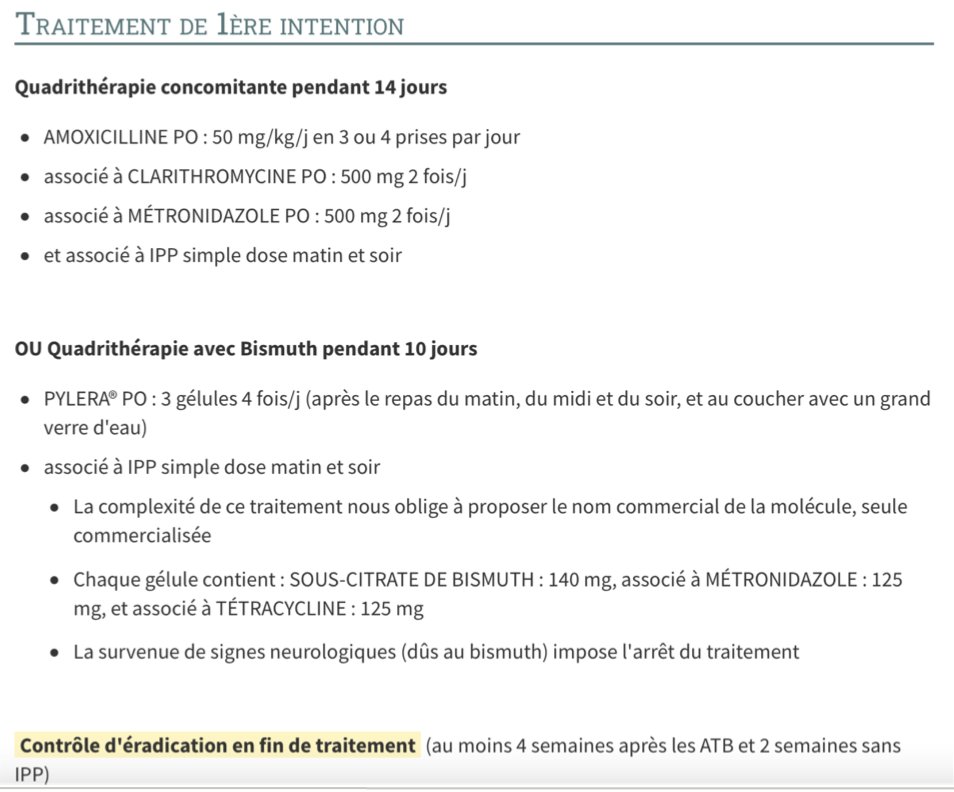 Traitement de 1ère intention
Quadrithérapie concomitante pendant 14 jours
• AMOXICILLINE PO : 50 mg/kg/j en 3 ou 4 prises par jour
• associé à CLARITHROMYCINE PO : 500 mg 2 fois/j
• associé à MÉTRONIDAZOLE PO : 500 mg 2 fois/j
• et associé à IPP simple dose matin et soir
OU Quadrithérapie avec Bismuth pendant 10 jours
• PYLERA® PO : 3 gélules 4 fois/j (après le repas du matin, du midi et du soir, et au coucher avec un grand
verre d'eau)
• associé à IPP simple dose matin et soir
• La complexité de ce traitement nous oblige à proposer le nom commercial de la molécule, seule
commercialisée
• Chaque gélule contient : SOUS-CITRATE DE BISMUTH : 140 mg, associé à MÉTRONIDAZOLE : 125
mg, et associé à TÉTRACYCLINE : 125 mg
• La survenue de signes neurologiques (dûs au bismuth) impose l'arrêt du traitement
Contrôle d'éradication en fin de traitement (au moins 4 semaines après les ATB et 2 semaines sans
IPP)